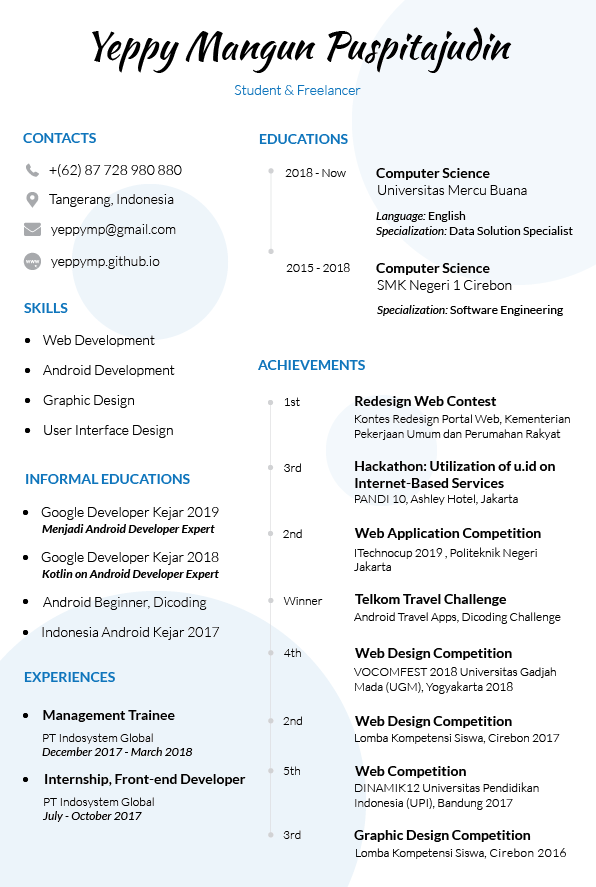 Yeppy Mangun Puspitajudin
Student & Freelancer
CONTACTS
+(62) 87 728 980 880
Tangerang, Indonesia
yeppymp@gmail.com
www
yeppymp.github.io
SKILLS
Web Development
Android Development
Graphic Design
User Interface Design
INFORMAL EDUCATIONS
Google Developer Kejar 2019
Menjadi Android Developer Expert
Google Developer Kejar 2018
Kotlin on Android Developer Expert
Android Beginner, Dicoding
Indonesia Android Kejar 2017
EXPERIENCES
Management Trainee
PT Indosystem Global
December 2017 - March 2018
Internship, Front-end Developer
PT Indosystem Global
July - October 2017
EDUCATIONS
2018 - Now
Computer Science
Universitas Mercu Buana
Language: English
Specialization: Data Solution Specialist
2015 - 2018
Computer Science
SMK Negeri 1 Cirebon
Specialization: Software Engineering
ACHIEVEMENTS
1st
Redesign Web Contest
Kontes Redesign Portal Web, Kementerian
Pekerjaan Umum dan Perumahan Rakyat
3rd
Hackathon: Utilization of u.id on
Internet-Based Services
PANDI 10, Ashley Hotel, Jakarta
2nd
Web Application Competition
ITechnocup 2019 , Politeknik Negeri
Jakarta
Winner
Telkom Travel Challenge
Android Travel Apps, Dicoding Challenge
4th
Web Design Competition
VOCOMFEST 2018 Universitas Gadjah
Mada (UGM), Yogyakarta 2018
2nd
Web Design Competition
Lomba Kompetensi Siswa, Cirebon 2017
5th
Web Competition
DINAMIK12 Universitas Pendidikan
Indonesia (UPI), Bandung 2017
3rd
Graphic Design Competition
Lomba Kompetensi Siswa, Cirebon 2016